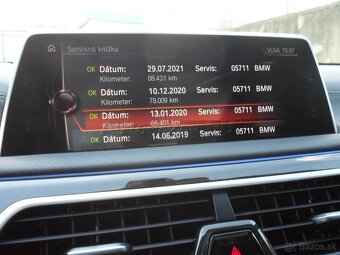 Servisná knižka
VLNA 15:07
OK Dátum: 29.07.2021 Servis: 05711 BMW
Kilometer: 88.431 km
OK Dátum: 10.12.2020 Servis: 05711 BMW
Kilometer: 78.009 km
OK Dátum: 13.01.2020 Servis: 05711 BMW
Kilometer: 66.401 km
OK Dátum: 14.06.2019 Servis: 05711 BMW
Bazos.sk